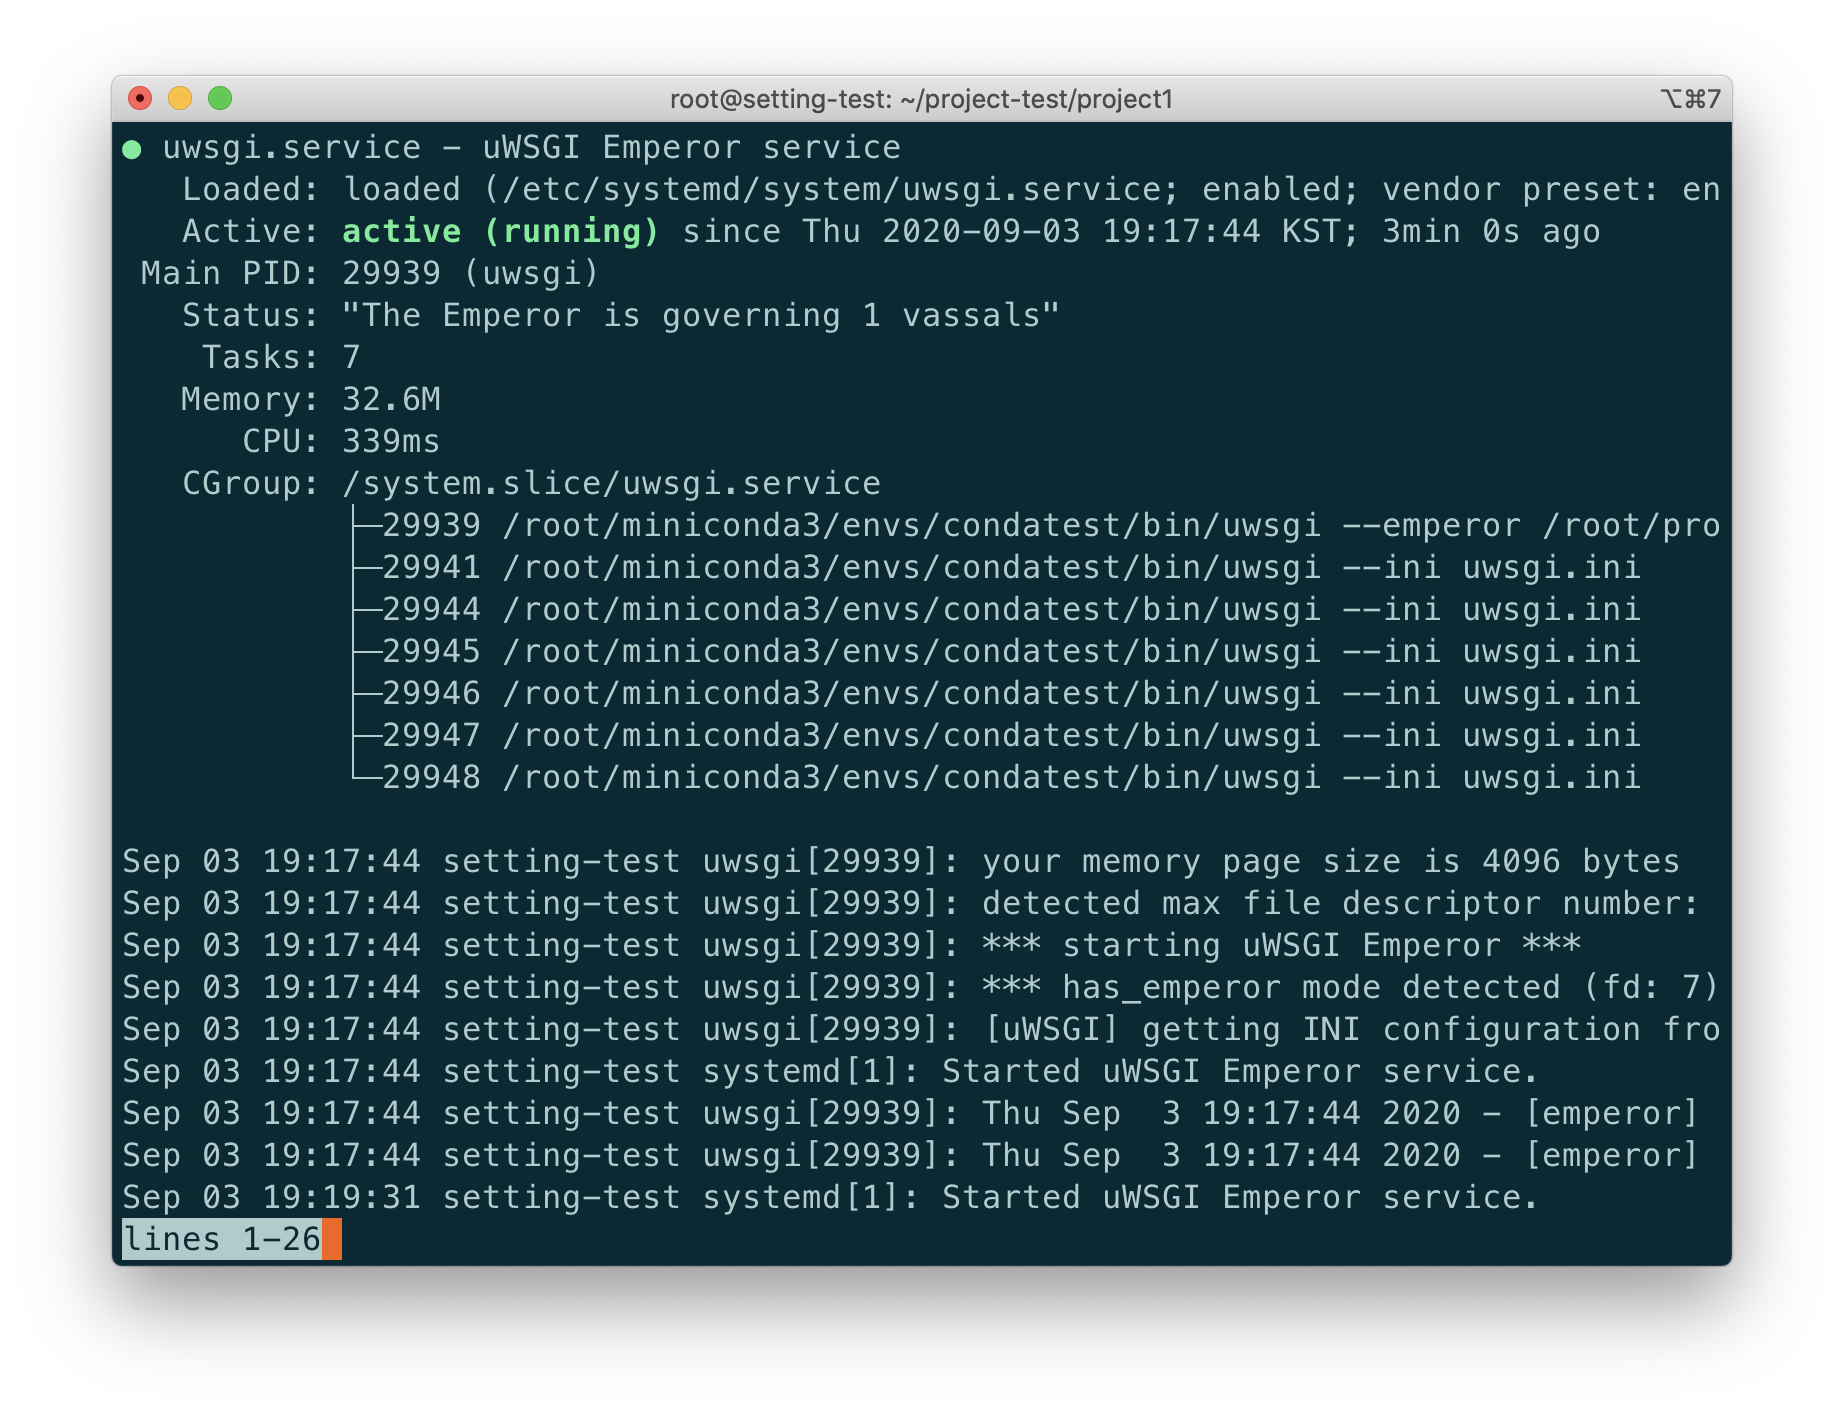 root@setting-test: ~/project-test/project1 ⌥⌘7
● uwsgi.service - uWSGI Emperor service
   Loaded: loaded (/etc/systemd/system/uwsgi.service; enabled; vendor preset: en
   Active: active (running) since Thu 2020-09-03 19:17:44 KST; 3min 0s ago
 Main PID: 29939 (uwsgi)
   Status: "The Emperor is governing 1 vassals"
    Tasks: 7
   Memory: 32.6M
      CPU: 339ms
   CGroup: /system.slice/uwsgi.service
           ├─29939 /root/miniconda3/envs/condatest/bin/uwsgi --emperor /root/pro
           ├─29941 /root/miniconda3/envs/condatest/bin/uwsgi --ini uwsgi.ini
           ├─29944 /root/miniconda3/envs/condatest/bin/uwsgi --ini uwsgi.ini
           ├─29945 /root/miniconda3/envs/condatest/bin/uwsgi --ini uwsgi.ini
           ├─29946 /root/miniconda3/envs/condatest/bin/uwsgi --ini uwsgi.ini
           ├─29947 /root/miniconda3/envs/condatest/bin/uwsgi --ini uwsgi.ini
           └─29948 /root/miniconda3/envs/condatest/bin/uwsgi --ini uwsgi.ini

Sep 03 19:17:44 setting-test uwsgi[29939]: your memory page size is 4096 bytes
Sep 03 19:17:44 setting-test uwsgi[29939]: detected max file descriptor number:
Sep 03 19:17:44 setting-test uwsgi[29939]: *** starting uWSGI Emperor ***
Sep 03 19:17:44 setting-test uwsgi[29939]: *** has_emperor mode detected (fd: 7)
Sep 03 19:17:44 setting-test uwsgi[29939]: [uWSGI] getting INI configuration fro
Sep 03 19:17:44 setting-test systemd[1]: Started uWSGI Emperor service.
Sep 03 19:17:44 setting-test uwsgi[29939]: Thu Sep  3 19:17:44 2020 - [emperor]
Sep 03 19:17:44 setting-test uwsgi[29939]: Thu Sep  3 19:17:44 2020 - [emperor]
Sep 03 19:19:31 setting-test systemd[1]: Started uWSGI Emperor service.
lines 1-26